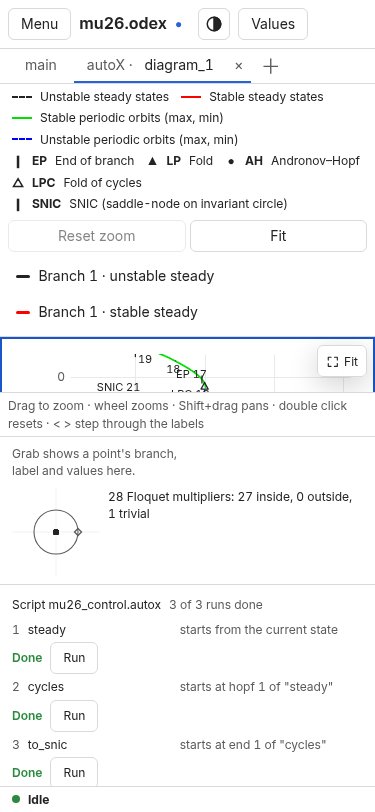 Menu mu26.odex Values
main autoX · diagram_1 ×
Unstable steady states Stable steady states
Stable periodic orbits (max, min)
Unstable periodic orbits (max, min)
EP End of branch LP Fold AH Andronov–Hopf
LPC Fold of cycles
SNIC SNIC (saddle-node on invariant circle)
Reset zoom Fit
Branch 1 · unstable steady
Branch 1 · stable steady
19
18
EP 17
Fit
0
SNIC 21
Drag to zoom · wheel zooms · Shift+drag pans · double click
resets · < > step through the labels
Grab shows a point's branch,
label and values here.
28 Floquet multipliers: 27 inside, 0 outside,
1 trivial
Script mu26_control.autox 3 of 3 runs done
1 steady starts from the current state
Done Run
2 cycles starts at hopf 1 of "steady"
Done Run
3 to_snic starts at end 1 of "cycles"
Done Run
Idle